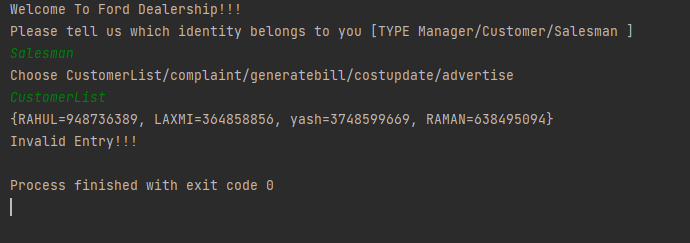 Welcome To Ford Dealership!!!
Please tell us which identity belongs to you [TYPE Manager/Customer/Salesman ]
Salesman
Choose CustomerList/complaint/generatebill/costupdate/advertise
CustomerList
{RAHUL=948736389, LAXMI=364858856, yash=3748599669, RAMAN=638495094}
Invalid Entry!!!
Process finished with exit code 0